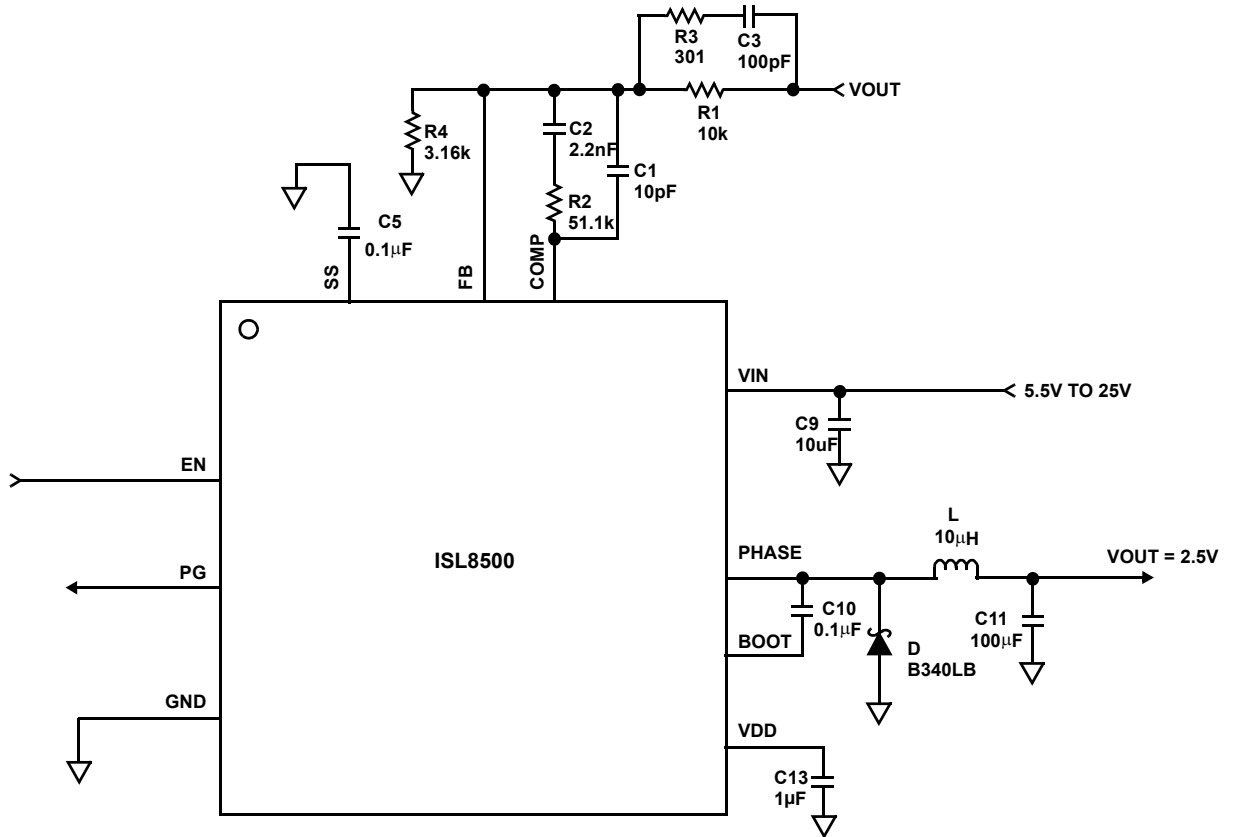 R3
301
C3
100pF
VOUT
R1
10k
R4
3.16k
C2
2.2nF
C1
10pF
R2
51.1k
C5
0.1μF
SS
FB
COMP
VIN
5.5V TO 25V
C9
10uF
EN
ISL8500
PG
PHASE
L
10μH
VOUT = 2.5V
C10
0.1μF
C11
100μF
BOOT
D
B340LB
GND
VDD
C13
1µF